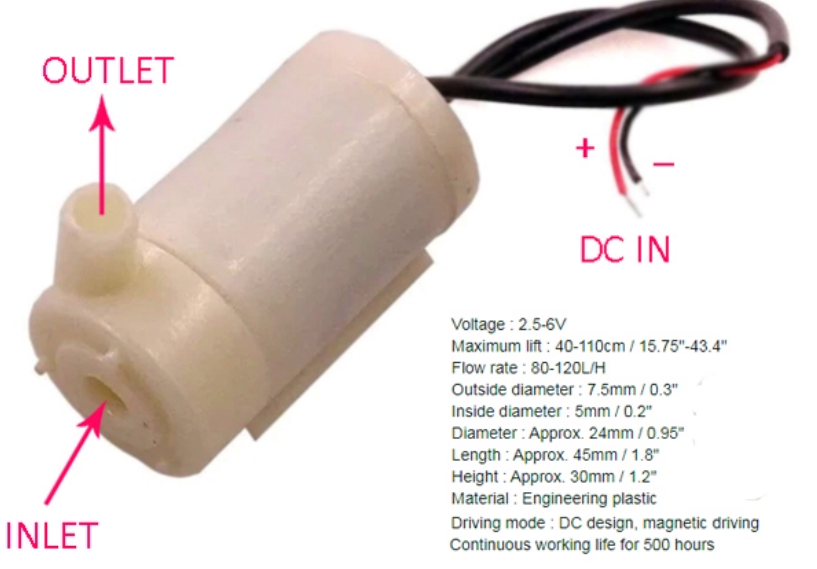 OUTLET
+
–
DC IN
Voltage : 2.5-6V
Maximum lift : 40-110cm / 15.75"-43.4"
Flow rate : 80-120L/H
Outside diameter : 7.5mm / 0.3"
Inside diameter : 5mm / 0.2"
Diameter : Approx. 24mm / 0.95"
Length : Approx. 45mm / 1.8"
Height : Approx. 30mm / 1.2"
Material : Engineering plastic
Driving mode : DC design, magnetic driving
Continuous working life for 500 hours
INLET